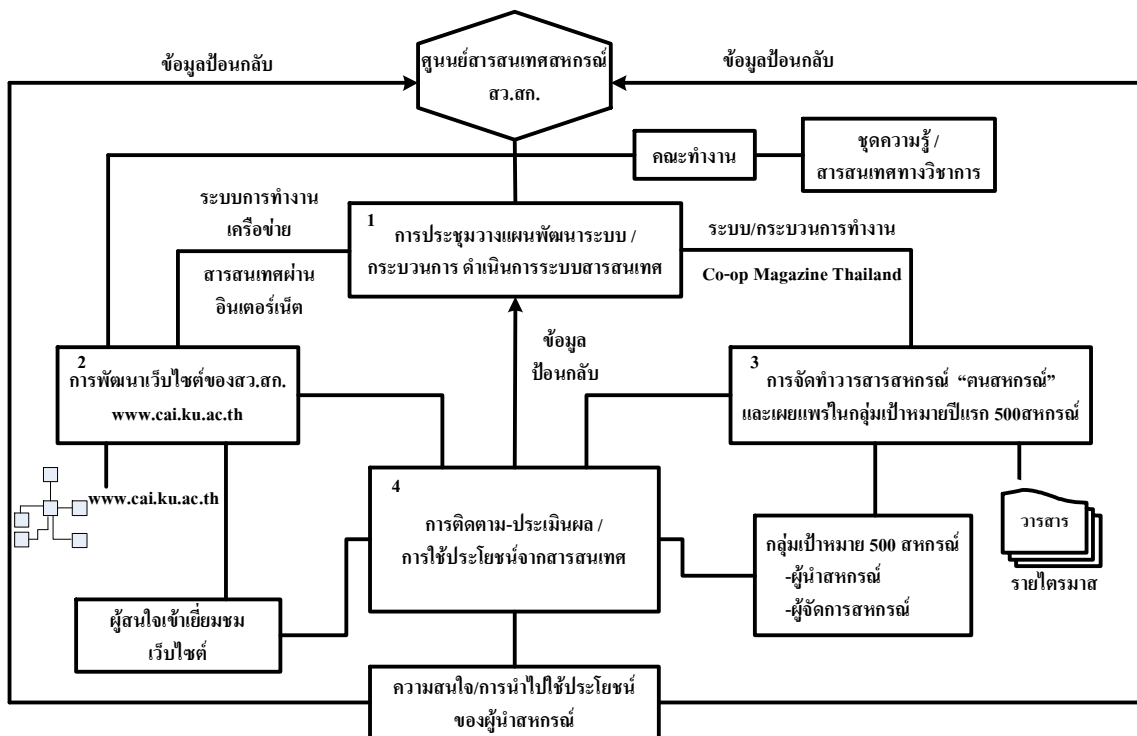 ศูนย์สารสนเทศสหกรณ์
สว.สก.
ข้อมูลป้อนกลับ
ข้อมูลป้อนกลับ
คณะทำงาน
ชุดความรู้ /
สารสนเทศทางวิชาการ
ระบบการทำงาน
เครือข่าย
สารสนเทศผ่าน
อินเตอร์เน็ต
1
การประชุมวางแผนพัฒนาระบบ /
กระบวนการ ดำเนินการระบบสารสนเทศ
ระบบ/กระบวนการทำงาน
Co-op Magazine Thailand
2
การพัฒนาเว็บไซต์ของสว.สก.
www.cai.ku.ac.th
ข้อมูล
ป้อนกลับ
3
การจัดทำวารสารสหกรณ์ “ฅนสหกรณ์”
และเผยแพร่ในกลุ่มเป้าหมายปีแรก 500สหกรณ์
www.cai.ku.ac.th
4
การติดตาม-ประเมินผล /
การใช้ประโยชน์จากสารสนเทศ
กลุ่มเป้าหมาย 500 สหกรณ์
-ผู้นำสหกรณ์
-ผู้จัดการสหกรณ์
วารสาร
รายไตรมาส
ผู้สนใจเข้าเยี่ยมชม
เว็บไซต์
ความสนใจ/การนำไปใช้ประโยชน์
ของผู้นำสหกรณ์